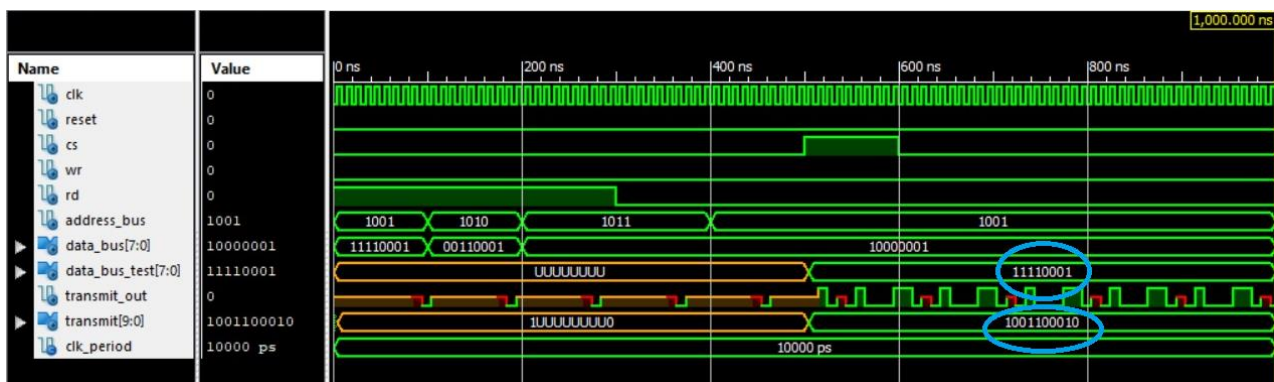 1,000.000 ns
Name Value 0 ns 200 ns 400 ns 600 ns 800 ns
clk 0
reset 0
cs 0
wr 0
rd 0
address_bus 1001 1001 1010 1011 1001
data_bus[7:0] 10000001 11110001 00110001 10000001
data_bus_test[7:0] 11110001 UUUUUUUU 11110001
transmit_out 0
transmit[9:0] 1001100010 1UUUUUUUU0 1001100010
clk_period 10000 ps 10000 ps